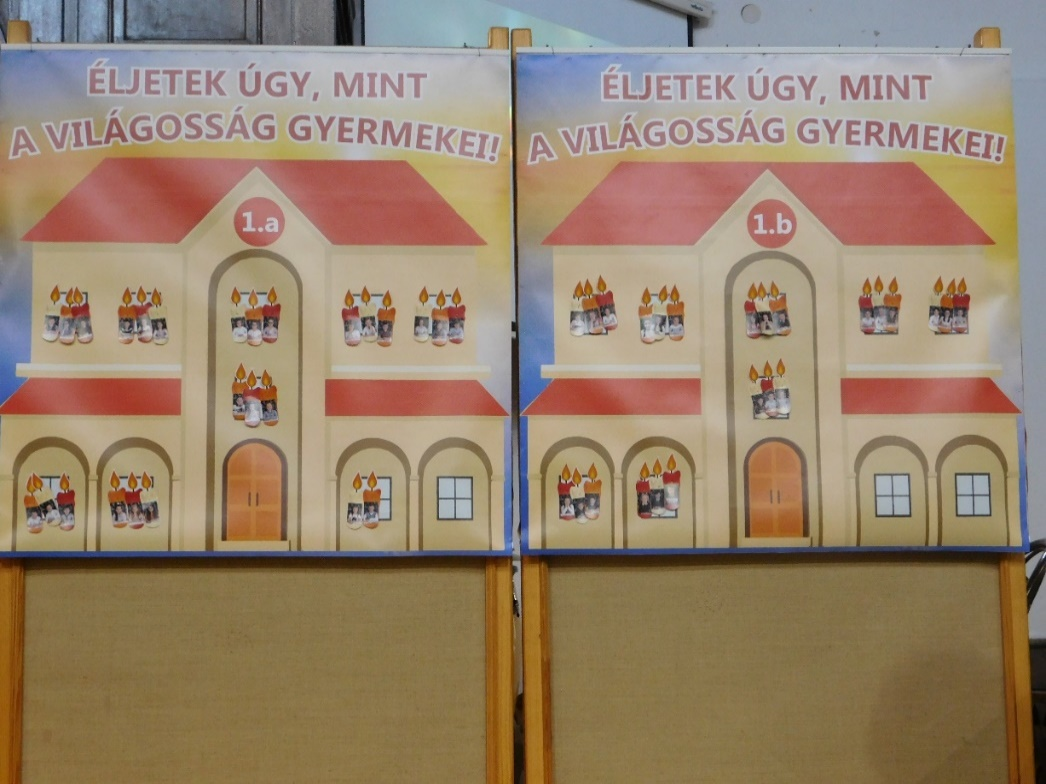 ÉLJETEK ÚGY, MINT
A VILÁGOSSÁG GYERMEKEI!
1.a
ÉLJETEK ÚGY, MINT
A VILÁGOSSÁG GYERMEKEI!
1.b